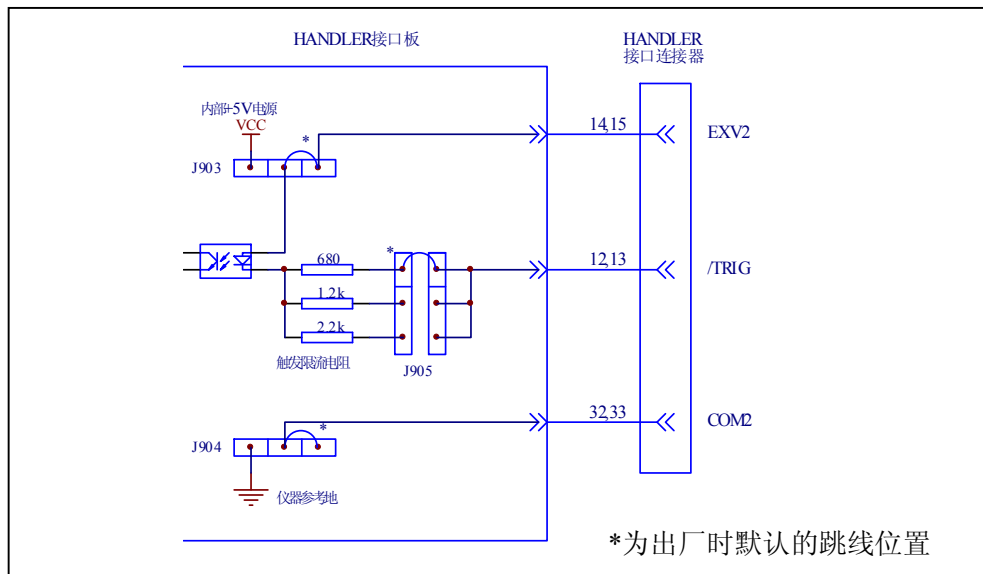 HANDLER接口板
HANDLER
接口连接器
内部+5V电源
VCC
*
J903
14,15
EXV2
680
*
12,13
/TRIG
1.2k
2.2k
触发限流电阻
J905
32,33
COM2
J904
*
仪器参考地
*为出厂时默认的跳线位置